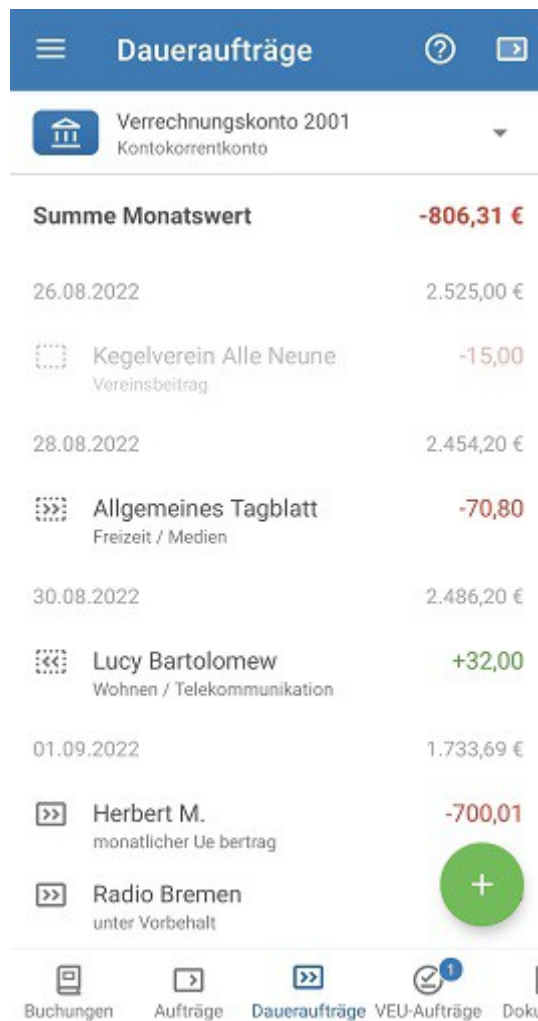 Daueraufträge
Verrechnungskonto 2001
Kontokorrentkonto
Summe Monatswert -806,31 €
26.08.2022 2.525,00 €
Kegelverein Alle Neune -15,00
Vereinsbeitrag
28.08.2022 2.454,20 €
Allgemeines Tagblatt -70,80
Freizeit / Medien
30.08.2022 2.486,20 €
Lucy Bartolomew +32,00
Wohnen / Telekommunikation
01.09.2022 1.733,69 €
Herbert M. -700,01
monatlicher Ue bertrag
Radio Bremen
unter Vorbehalt
1
Buchungen Aufträge Daueraufträge VEU-Aufträge Doku